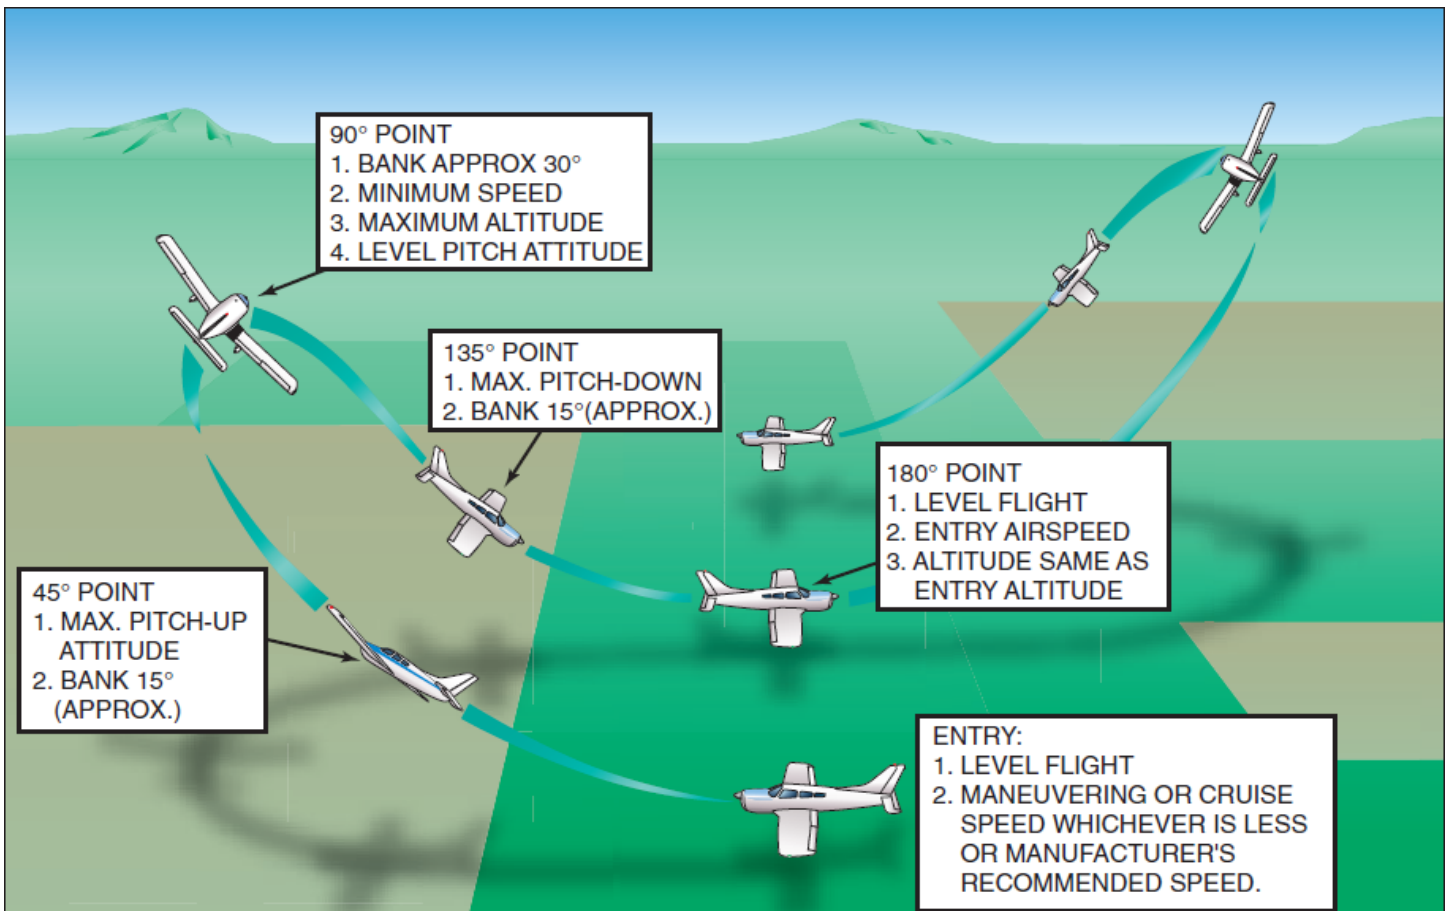 90° POINT
1. BANK APPROX 30°
2. MINIMUM SPEED
3. MAXIMUM ALTITUDE
4. LEVEL PITCH ATTITUDE
135° POINT
1. MAX. PITCH-DOWN
2. BANK 15°(APPROX.)
180° POINT
1. LEVEL FLIGHT
2. ENTRY AIRSPEED
3. ALTITUDE SAME AS
ENTRY ALTITUDE
45° POINT
1. MAX. PITCH-UP
ATTITUDE
2. BANK 15°
(APPROX.)
ENTRY:
1. LEVEL FLIGHT
2. MANEUVERING OR CRUISE
SPEED WHICHEVER IS LESS
OR MANUFACTURER'S
RECOMMENDED SPEED.